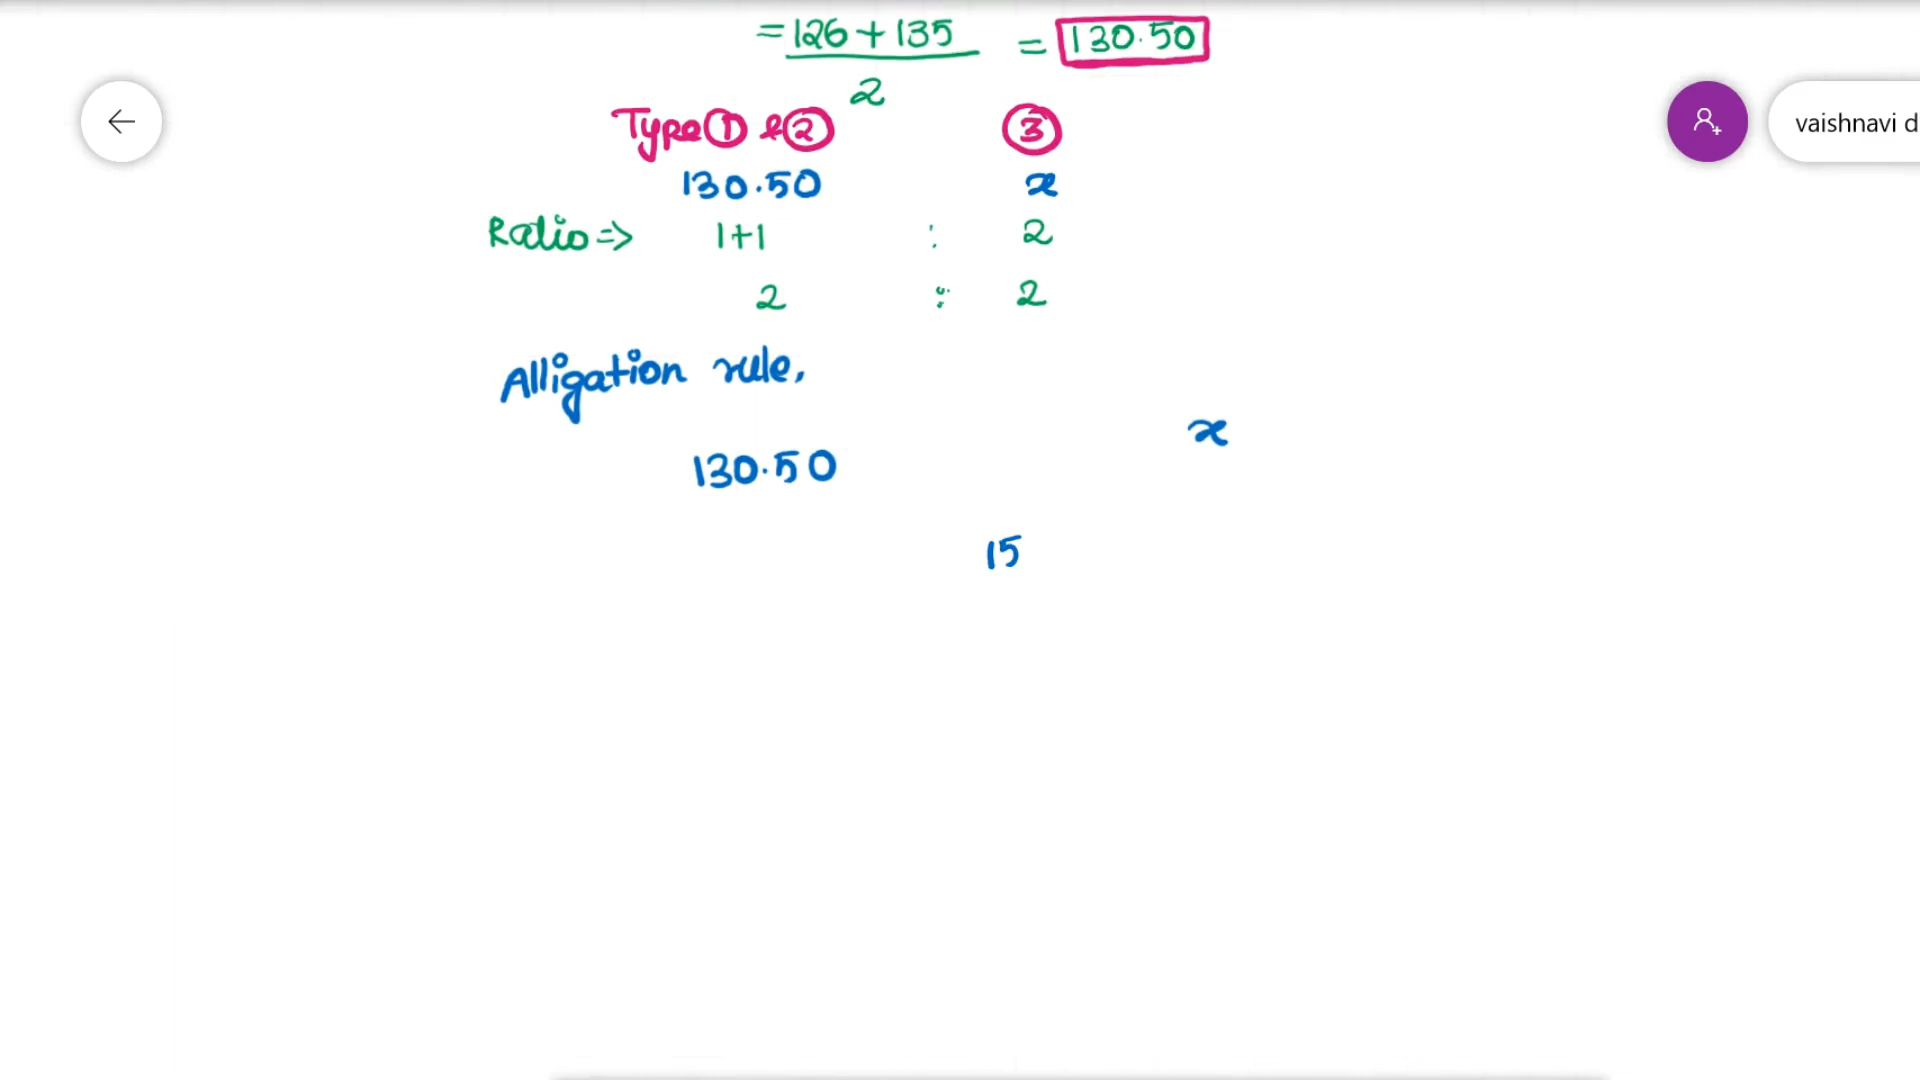 = 126 + 135 / 2 = 130.50
Type ① & ② ③
130.50 x
Ratio => 1+1 : 2
2 : 2
Alligation rule,
130.50 x
15
vaishnavi d